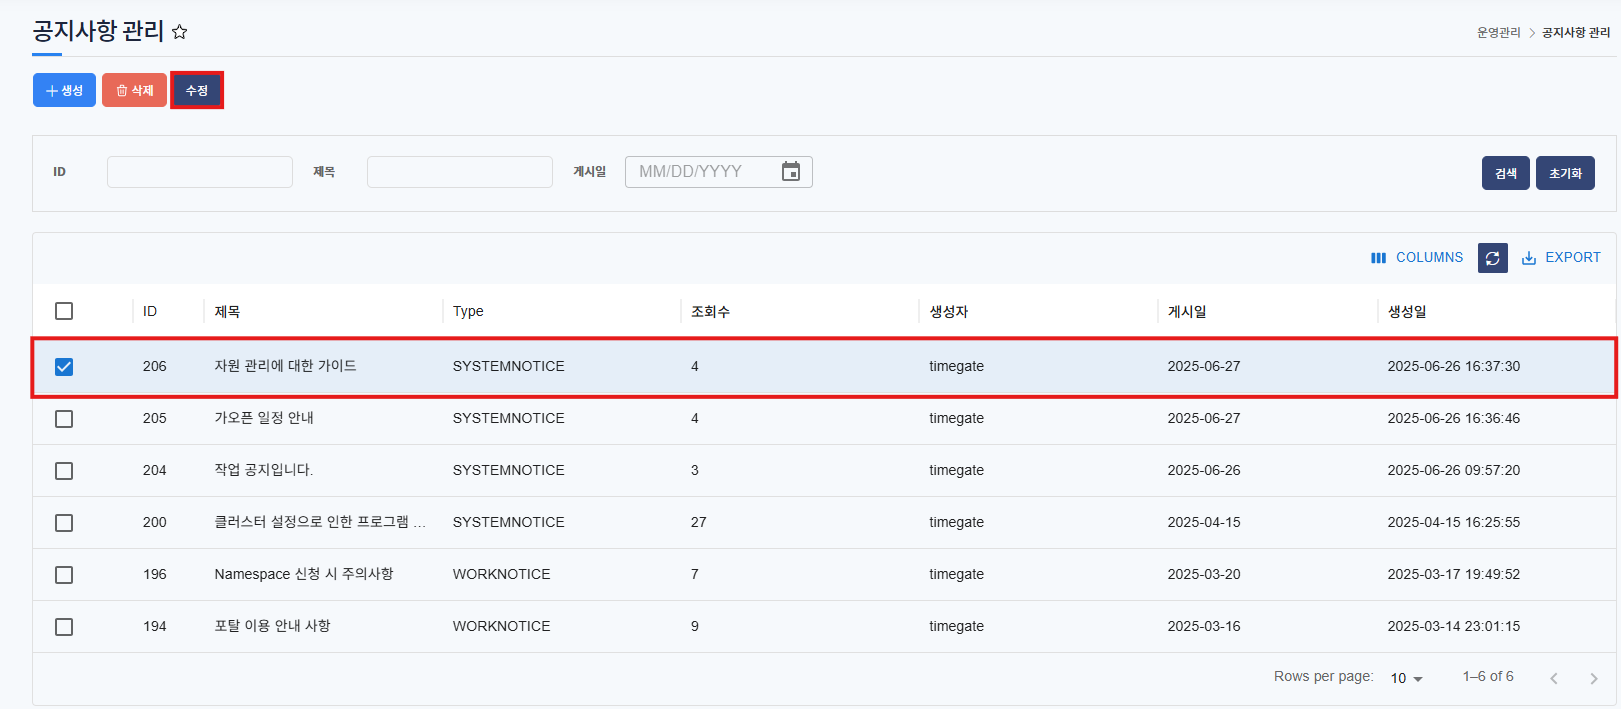 공지사항 관리
운영관리 > 공지사항 관리
생성 삭제 수정
ID 제목 게시일 MM/DD/YYYY 검색 초기화
COLUMNS EXPORT
ID 제목 Type 조회수 생성자 게시일 생성일
206 자원 관리에 대한 가이드 SYSTEMNOTICE 4 timegate 2025-06-27 2025-06-26 16:37:30
205 가오픈 일정 안내 SYSTEMNOTICE 4 timegate 2025-06-27 2025-06-26 16:36:46
204 작업 공지입니다. SYSTEMNOTICE 3 timegate 2025-06-26 2025-06-26 09:57:20
200 클러스터 설정으로 인한 프로그램 ... SYSTEMNOTICE 27 timegate 2025-04-15 2025-04-15 16:25:55
196 Namespace 신청 시 주의사항 WORKNOTICE 7 timegate 2025-03-20 2025-03-17 19:49:52
194 포탈 이용 안내 사항 WORKNOTICE 9 timegate 2025-03-16 2025-03-14 23:01:15
Rows per page: 10 1–6 of 6